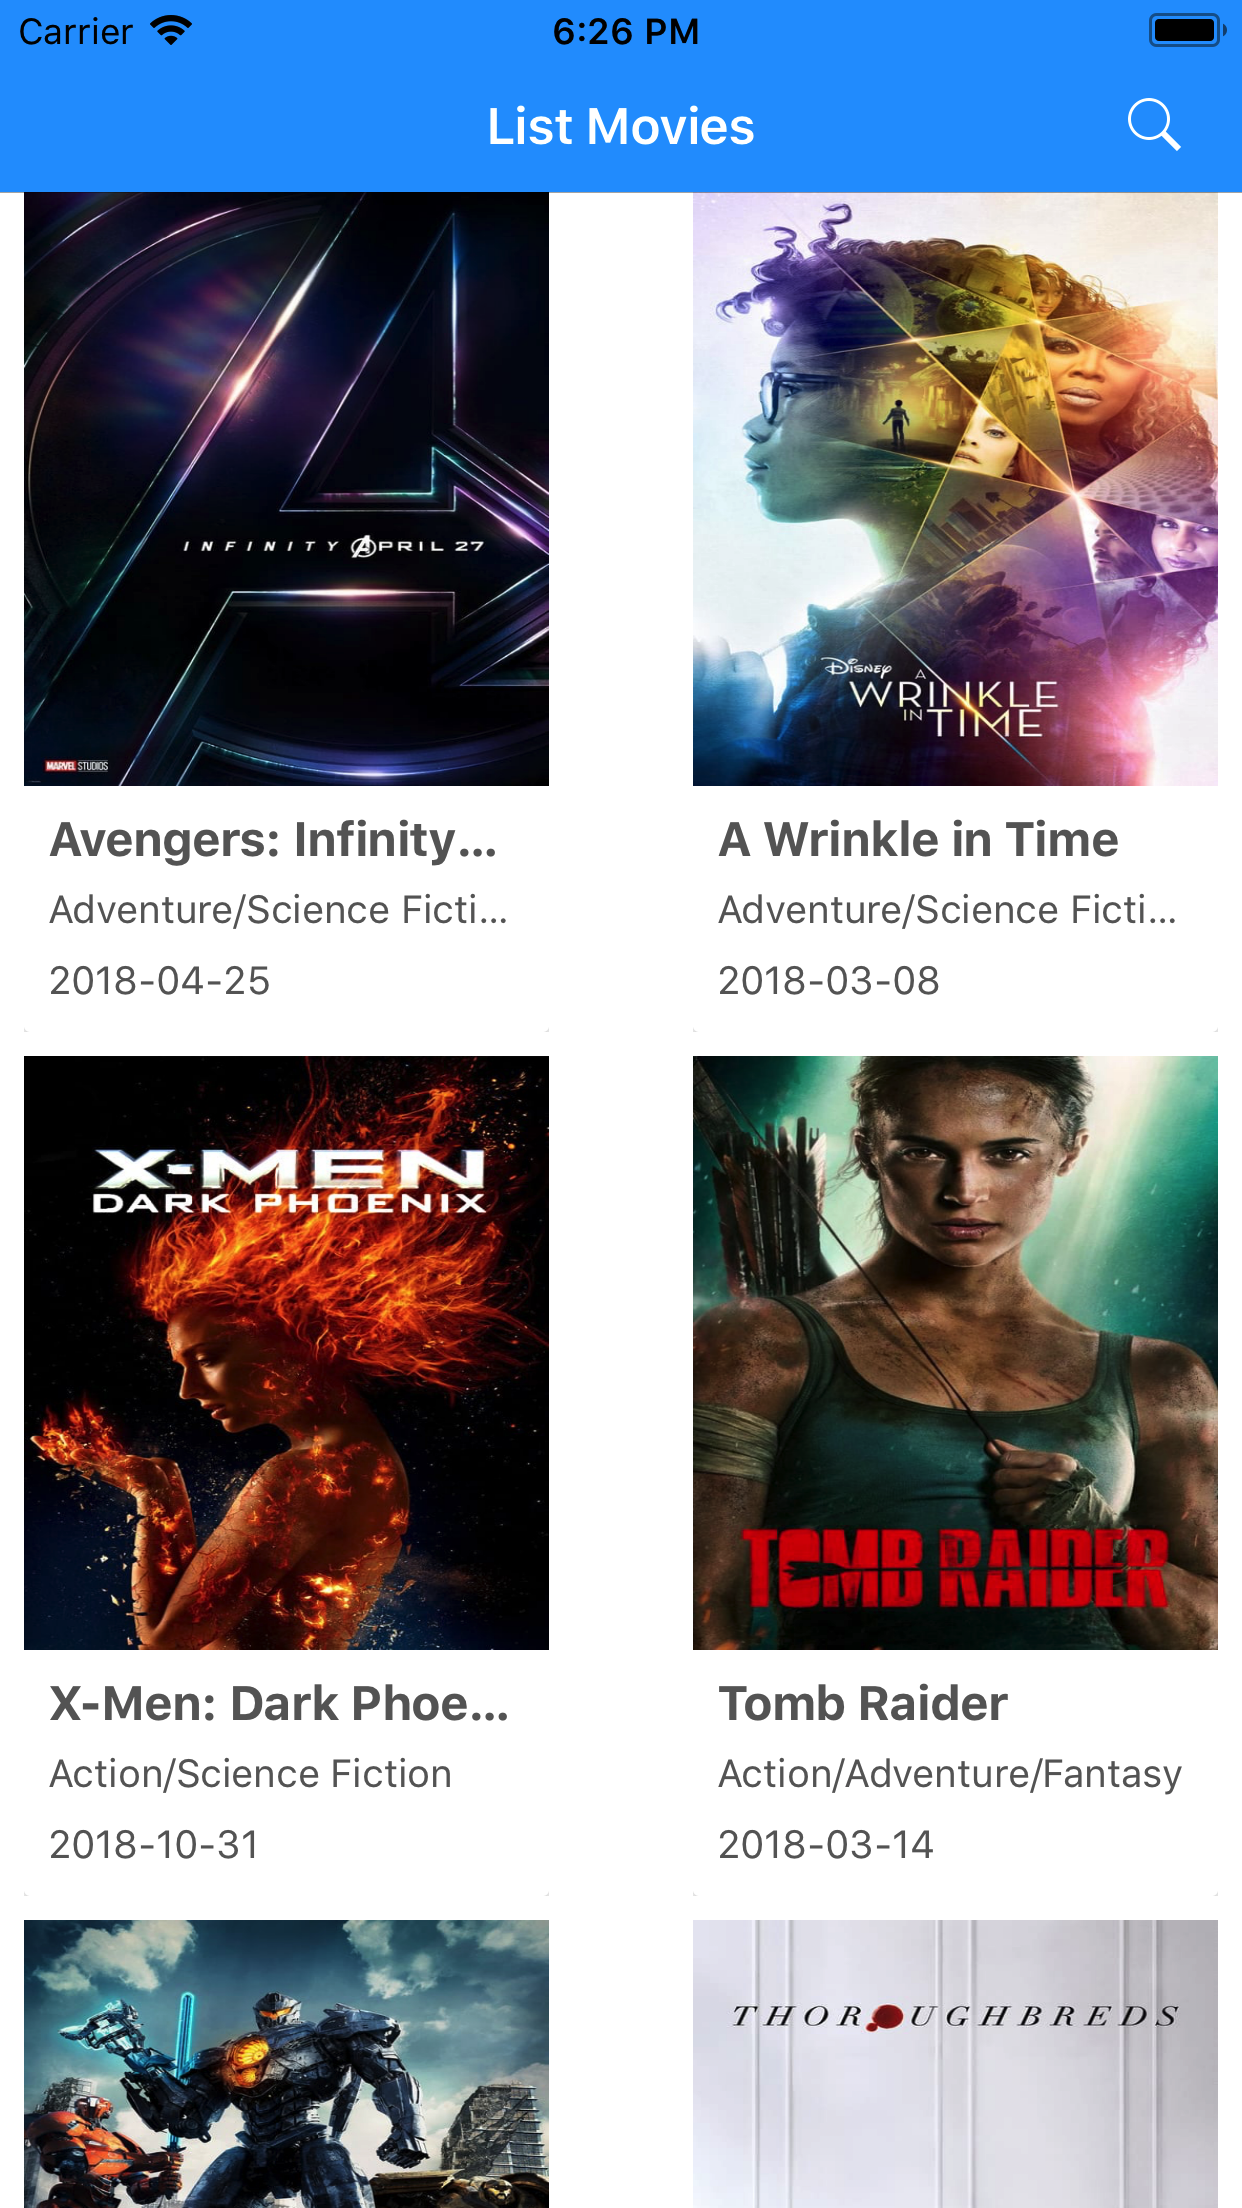 Carrier 6:26 PM
List Movies
INFINITY APRIL 27
MARVEL STUDIOS
Disney
A
WRINKLE
IN TIME
Avengers: Infinity...
Adventure/Science Ficti...
2018-04-25
A Wrinkle in Time
Adventure/Science Ficti...
2018-03-08
X-MEN
DARK PHOENIX
TOMB RAIDER
X-Men: Dark Phoe...
Action/Science Fiction
2018-10-31
Tomb Raider
Action/Adventure/Fantasy
2018-03-14
THOROUGHBREDS